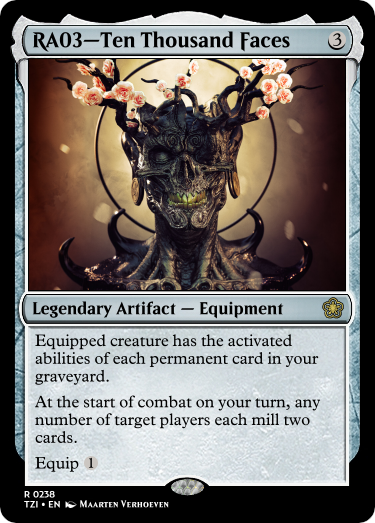 RA03—Ten Thousand Faces 3
Legendary Artifact — Equipment
Equipped creature has the activated
abilities of each permanent card in your
graveyard.
At the start of combat on your turn, any
number of target players each mill two
cards.
Equip 1
R 0238
TZI • EN Maarten Verhoeven